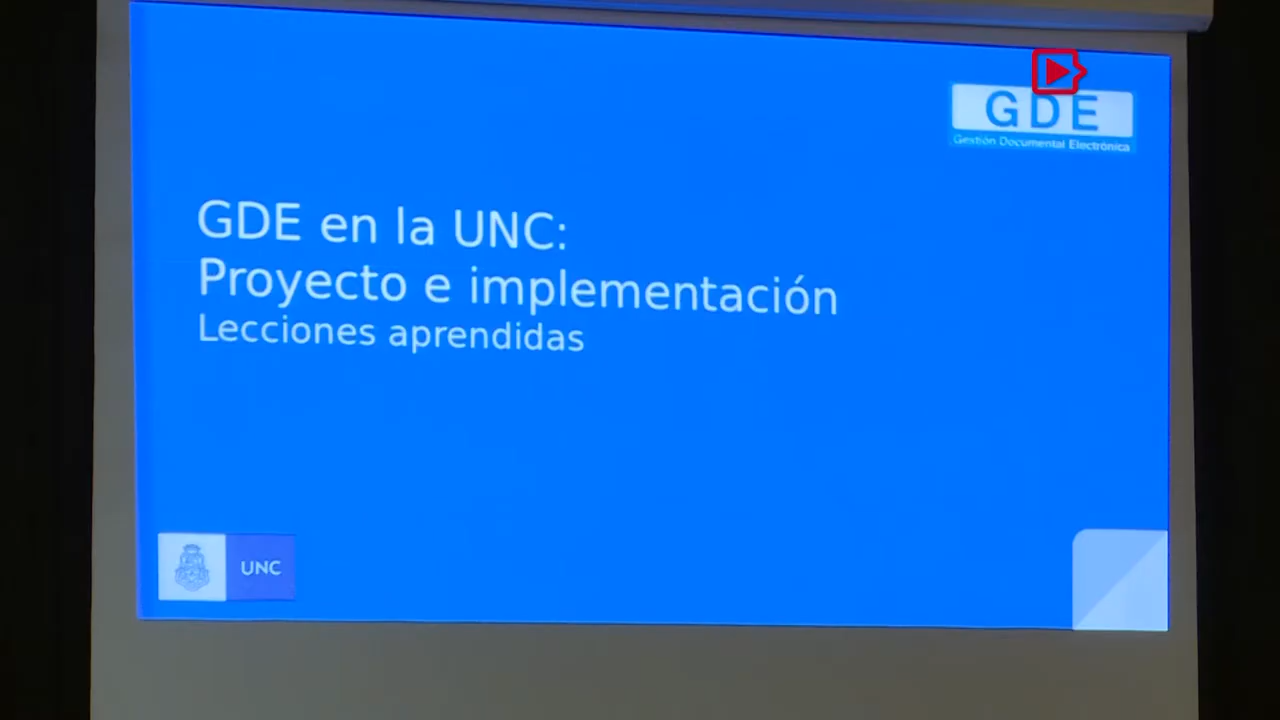 GDE
Gestión Documental Electrónica
GDE en la UNC:
Proyecto e implementación
Lecciones aprendidas
UNC